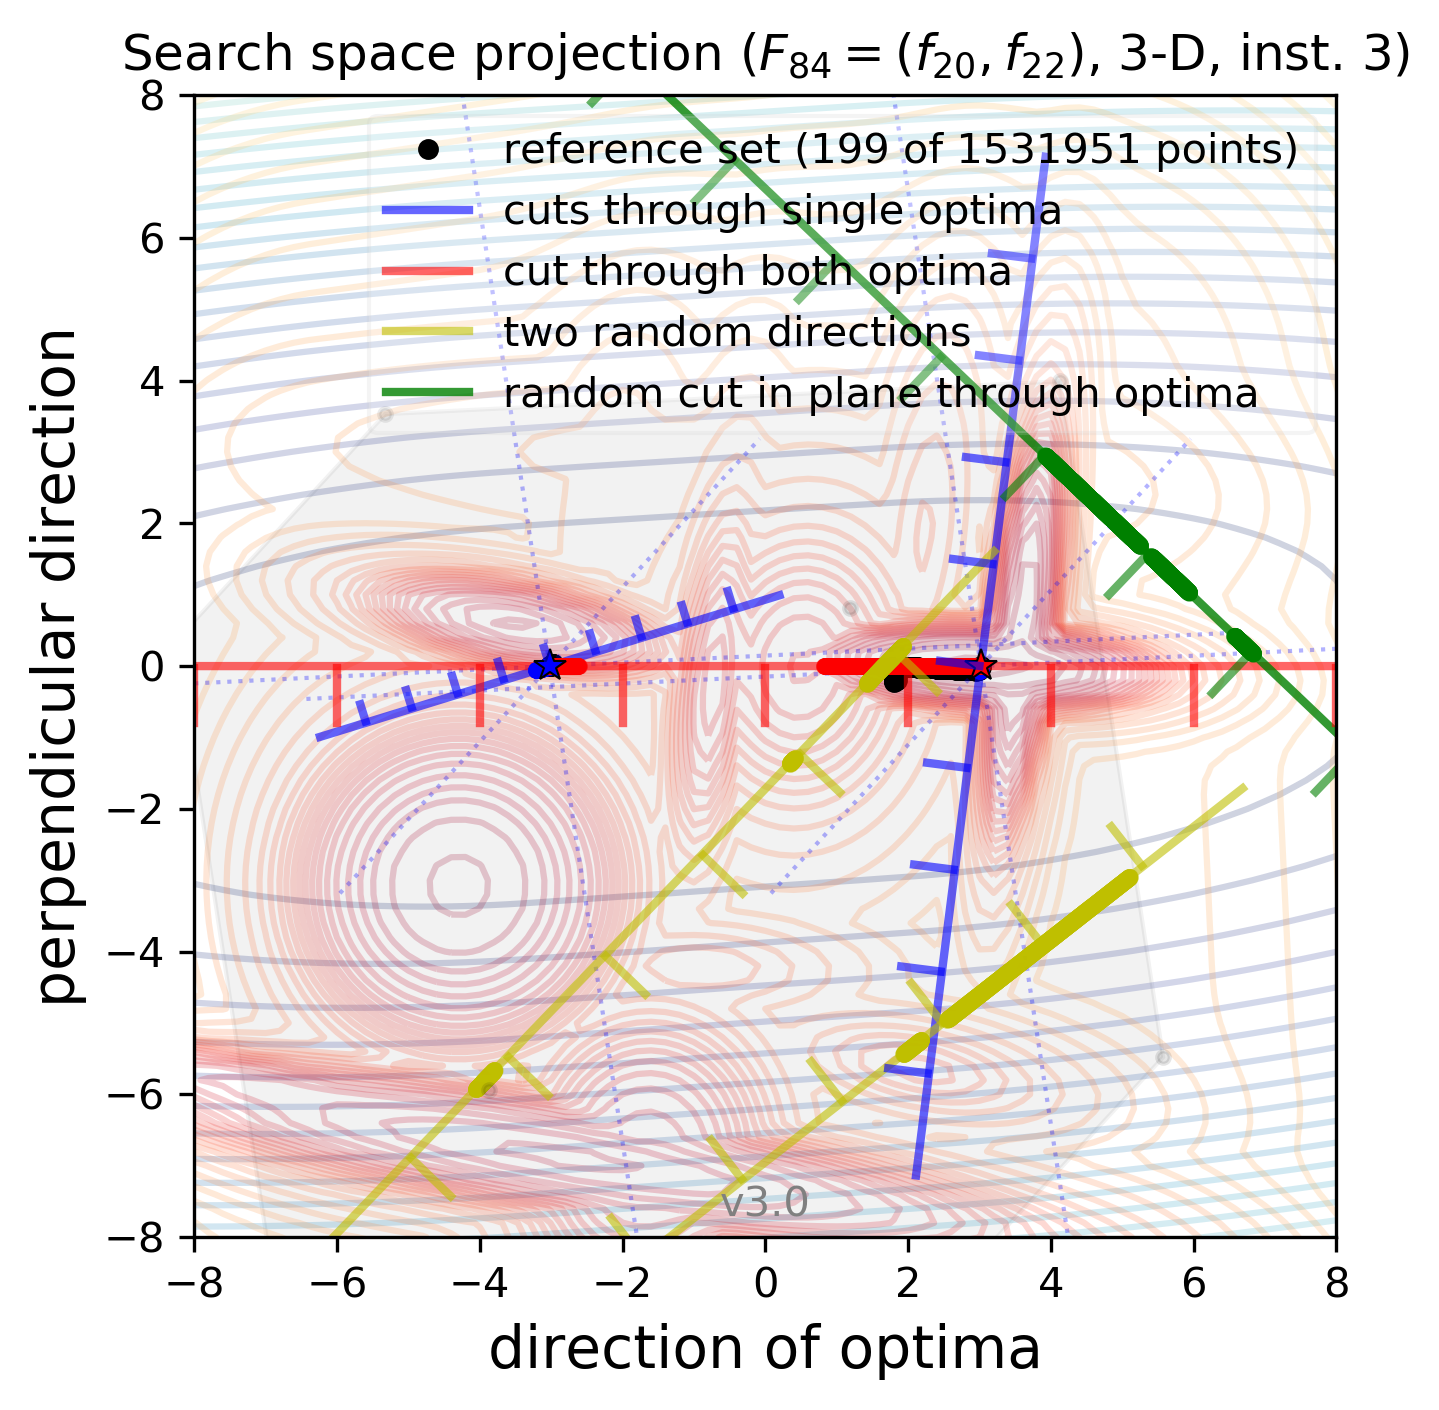 Search space projection (F84 = (f20, f22), 3-D, inst. 3)
reference set (199 of 1531951 points)
cuts through single optima
cut through both optima
two random directions
random cut in plane through optima
perpendicular direction
8
6
4
2
0
−2
−4
−6
−8
v3.0
−8 −6 −4 −2 0 2 4 6 8
direction of optima